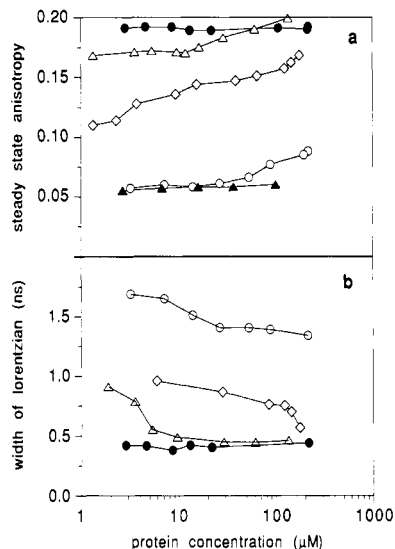 steady state anisotropy
0.20
0.15
0.10
0.05
a
width of lorentzian (ns)
1.5
1.0
0.5
0.0
b
1
10
100
1000
protein concentration (µM)